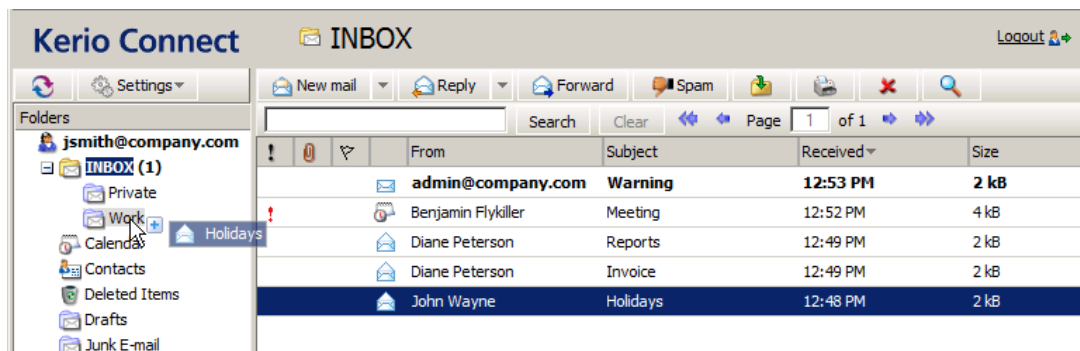 Kerio Connect
INBOX
Logout
Settings
New mail
Reply
Forward
Spam
Folders
Search
Clear
Page 1 of 1
jsmith@company.com
INBOX (1)
Private
Work
Holidays
Calendar
Contacts
Deleted Items
Drafts
Junk E-mail
! From Subject Received Size
admin@company.com Warning 12:53 PM 2 kB
! Benjamin Flykiller Meeting 12:52 PM 4 kB
Diane Peterson Reports 12:49 PM 2 kB
Diane Peterson Invoice 12:49 PM 2 kB
John Wayne Holidays 12:48 PM 2 kB